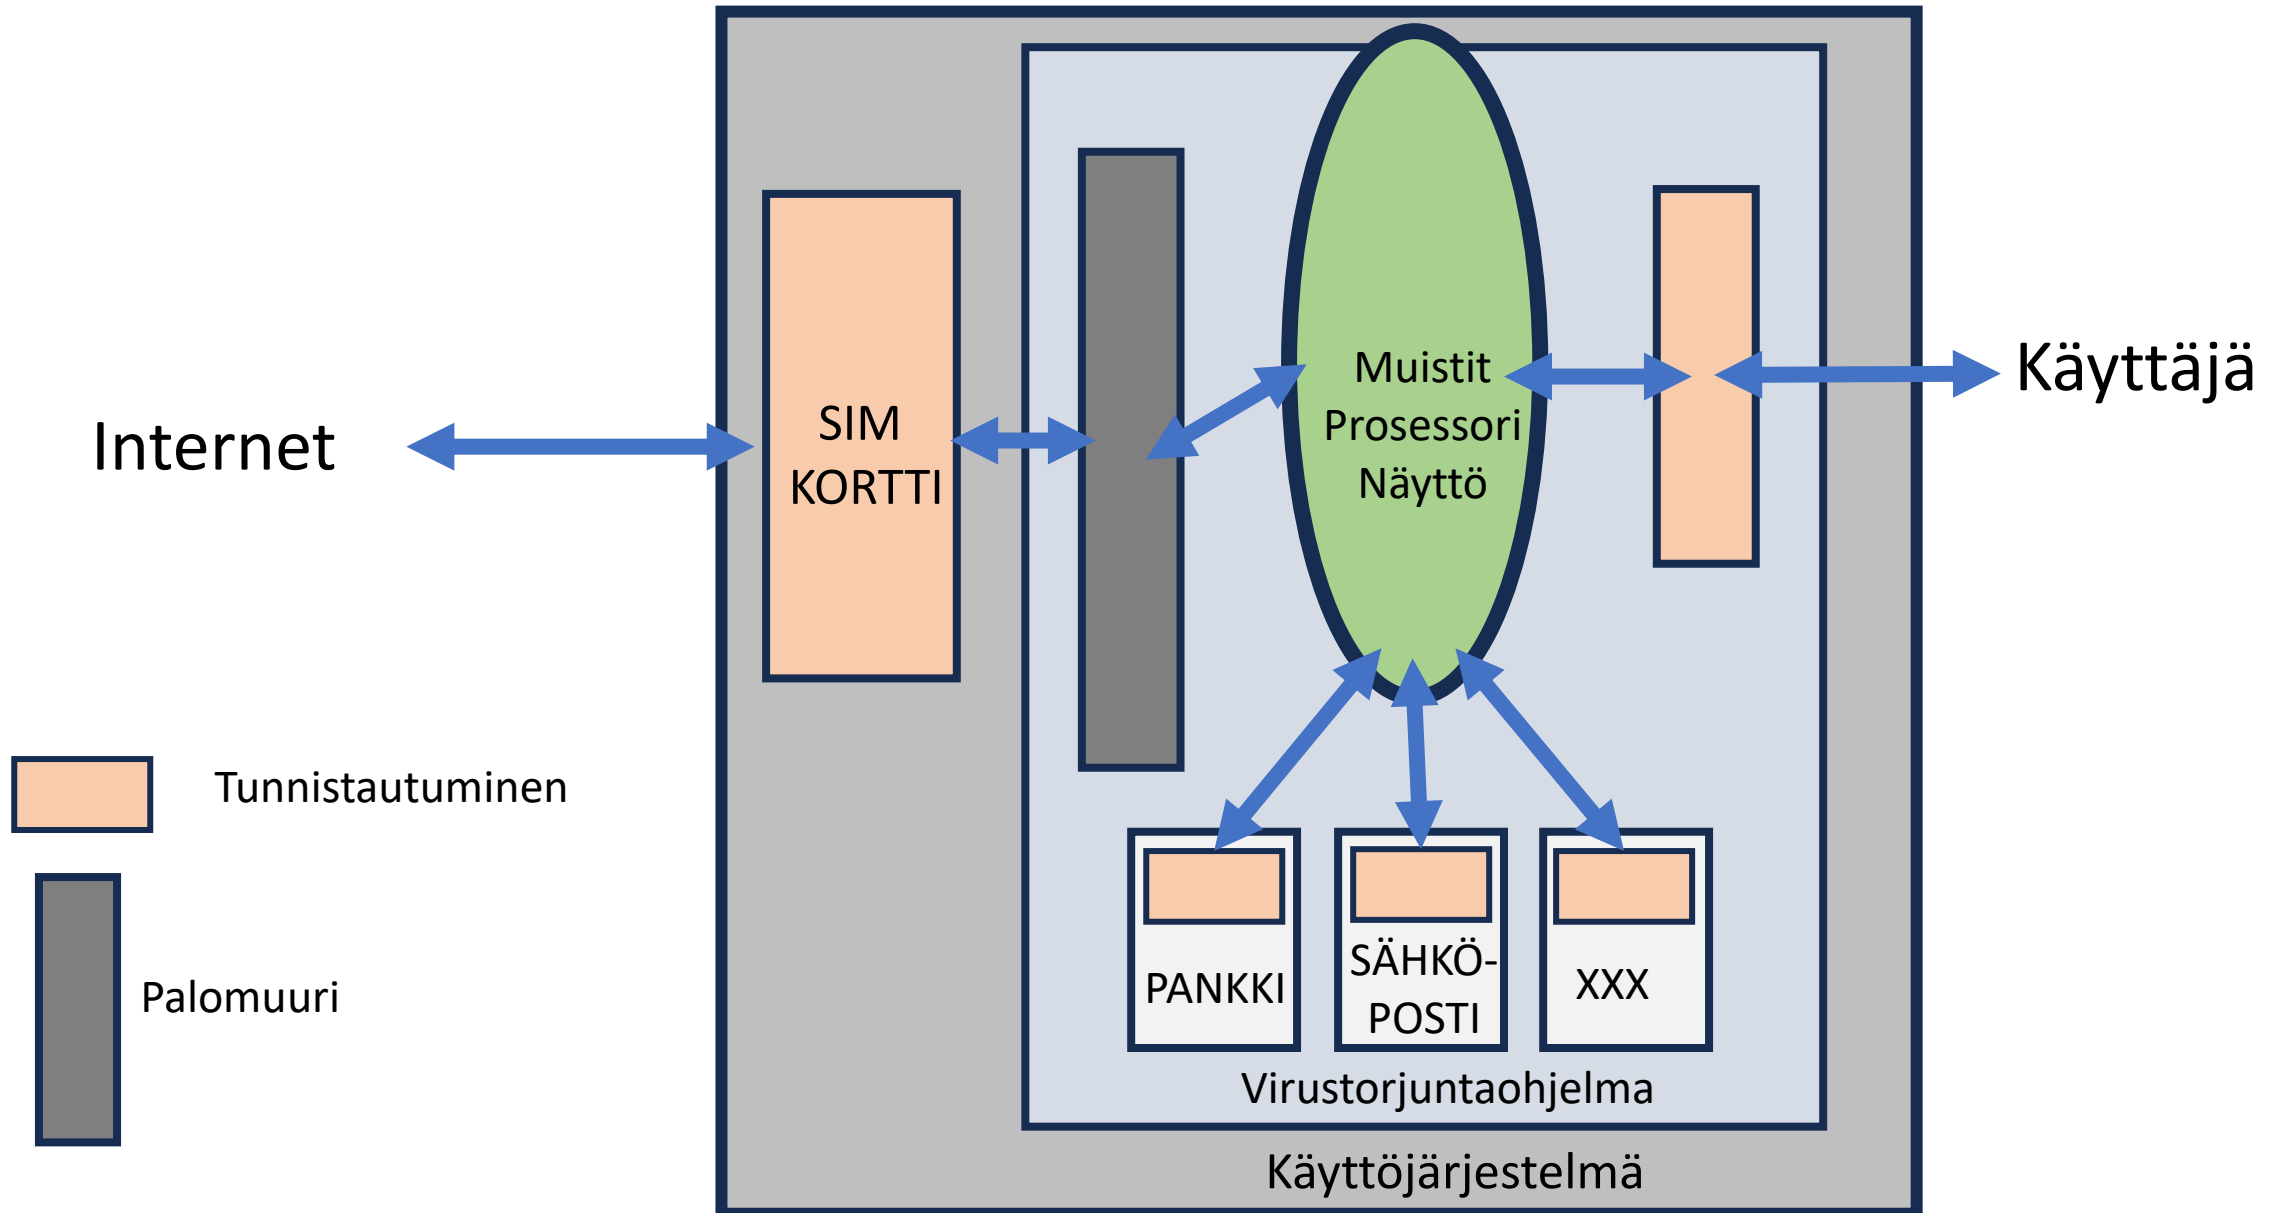 Internet
SIM
KORTTI
Muistit
Prosessori
Näyttö
Käyttäjä
Tunnistautuminen
Palomuuri
PANKKI
SÄHKÖ-
POSTI
XXX
Virustorjuntaohjelma
Käyttöjärjestelmä